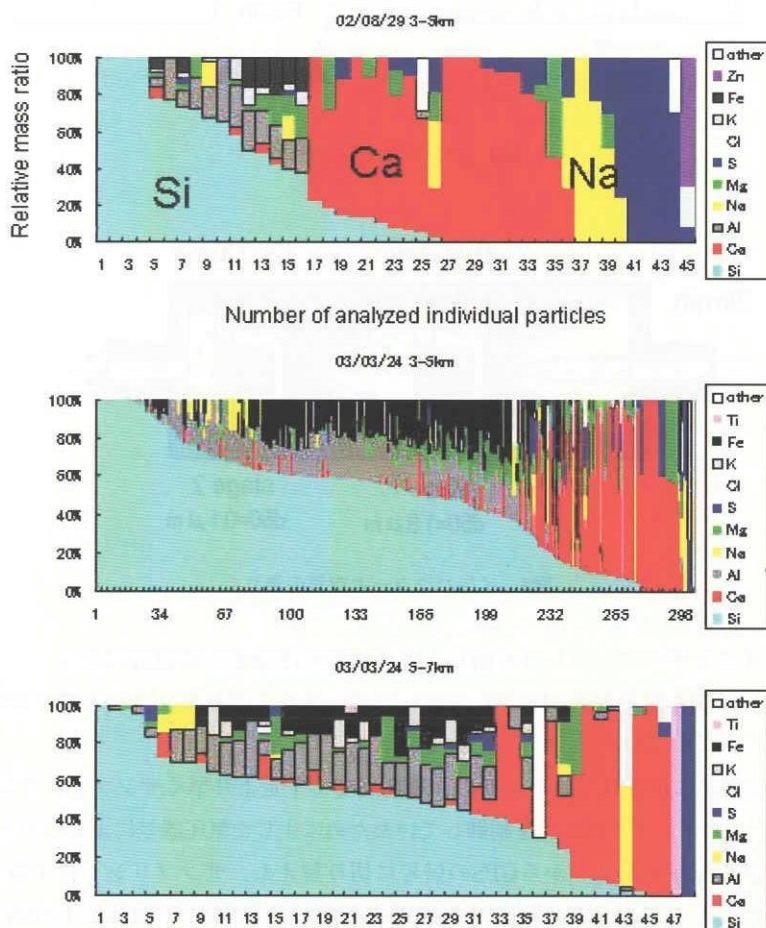 02/08/29 3-5km
Relative mass ratio
100%
80%
60%
40%
20%
0%
Si
Ca
Na
1 3 5 7 9 11 13 15 17 19 21 23 25 27 29 31 33 35 37 39 41 43 45
other
Zn
Fe
K
Cl
S
Mg
Na
Al
Ca
Si
Number of analyzed individual particles
03/03/24 3-5km
100%
80%
60%
40%
20%
0%
1 34 67 100 133 166 199 232 265 298
other
Ti
Fe
K
Cl
S
Mg
Na
Al
Ca
Si
03/03/24 5-7km
100%
80%
60%
40%
20%
0%
1 3 5 7 9 11 13 15 17 19 21 23 25 27 29 31 33 35 37 39 41 43 45 47
other
Ti
Fe
K
Cl
S
Mg
Na
Al
Ca
Si